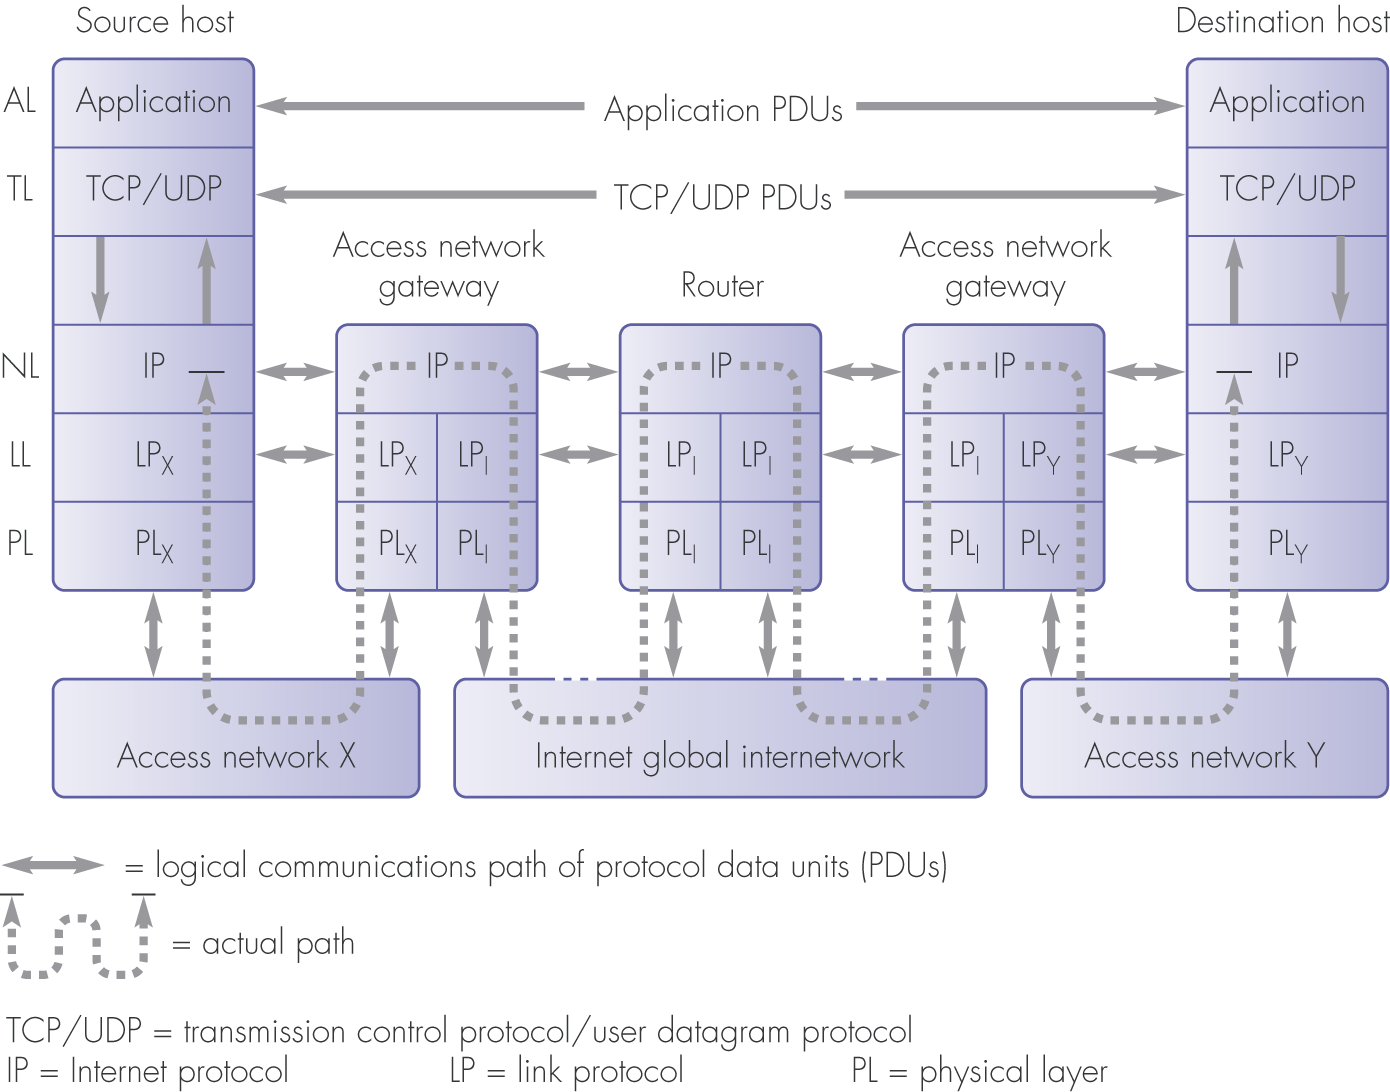 Source host
Destination host
AL
Application
Application PDUs
Application
TL
TCP/UDP
TCP/UDP PDUs
TCP/UDP
Access network
gateway
Router
Access network
gateway
NL
IP
IP
IP
IP
IP
LL
LPX
LPX
LPI
LPI
LPI
LPI
LPY
LPY
PL
PLX
PLX
PLI
PLI
PLI
PLI
PLY
PLY
Access network X
Internet global internetwork
Access network Y
= logical communications path of protocol data units (PDUs)
= actual path
TCP/UDP = transmission control protocol/user datagram protocol
IP = Internet protocol
LP = link protocol
PL = physical layer